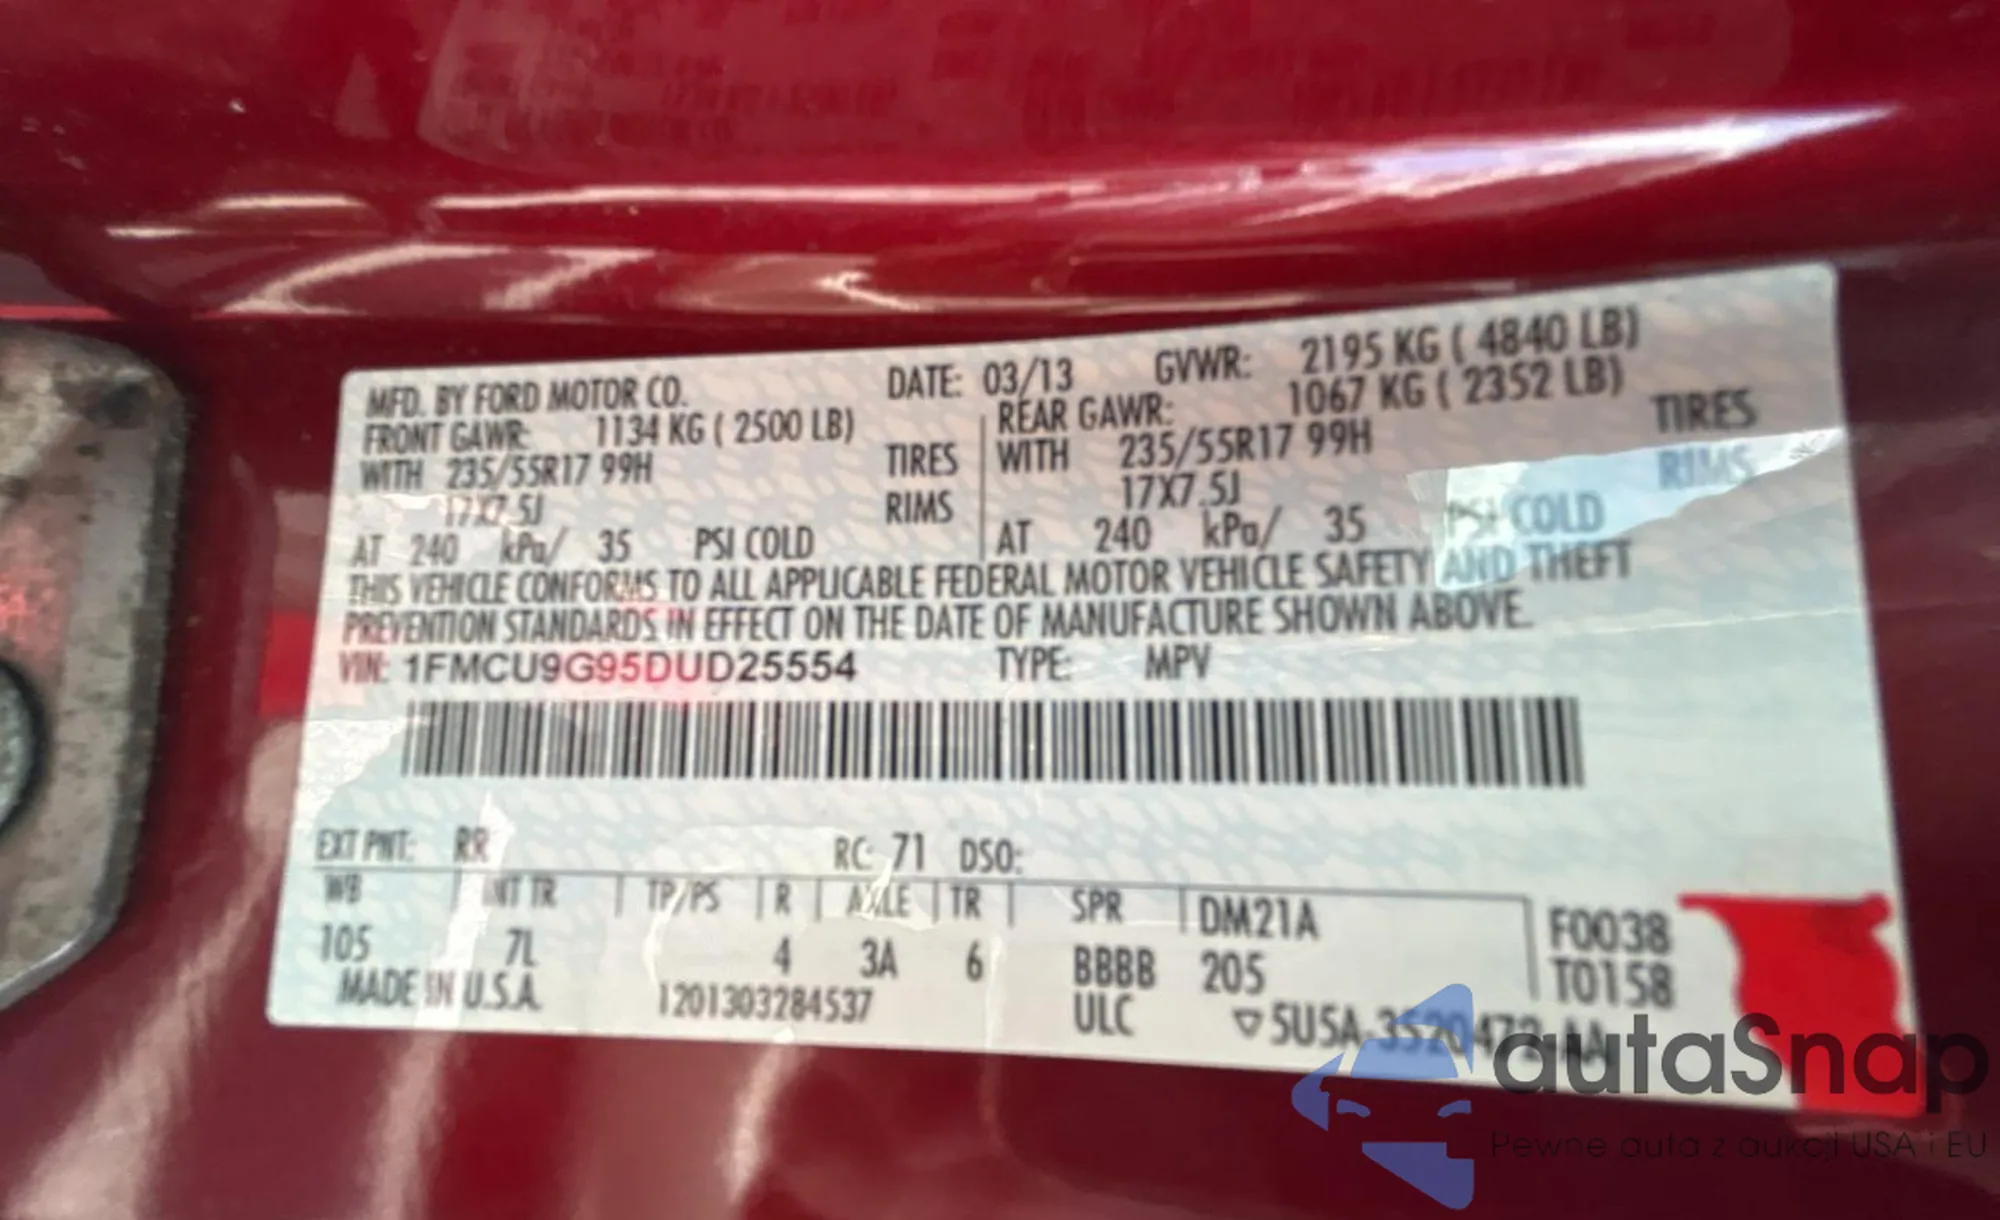 MFD. BY FORD MOTOR CO. DATE: 03/13 GVWR: 2195 KG ( 4840 LB)
FRONT GAWR: 1134 KG ( 2500 LB) REAR GAWR: 1067 KG ( 2352 LB)
WITH 235/55R17 99H TIRES WITH 235/55R17 99H TIRES
17X7.5J RIMS 17X7.5J RIMS
AT 240 kPa/ 35 PSI COLD AT 240 kPa/ 35 PSI COLD
THIS VEHICLE CONFORMS TO ALL APPLICABLE FEDERAL MOTOR VEHICLE SAFETY AND THEFT
PREVENTION STANDARDS IN EFFECT ON THE DATE OF MANUFACTURE SHOWN ABOVE.
VIN: 1FMCU9G95DUD25554 TYPE: MPV
EXT PNT: RR RC: 71 DSO:
WB INT TR TP/PS R AXLE TR SPR DM21A F0038
105 7L 4 3A 6 BBBB 205 T0158
MADE IN U.S.A. 1201303284537 ULC ▽5U5A-3520472-AA
autaSnap
Pewne auta z aukcji USA i EU